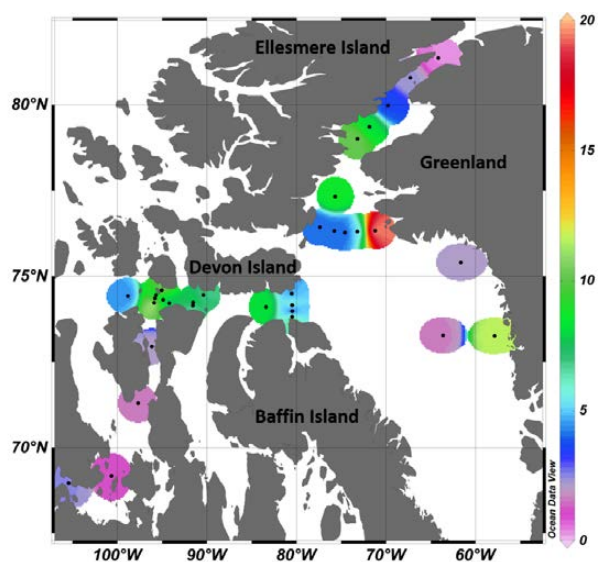 20
Ellesmere Island
80°N
Greenland
15
10
75°N
Devon Island
5
Baffin Island
70°N
Ocean Data View
0
100°W 90°W 80°W 70°W 60°W